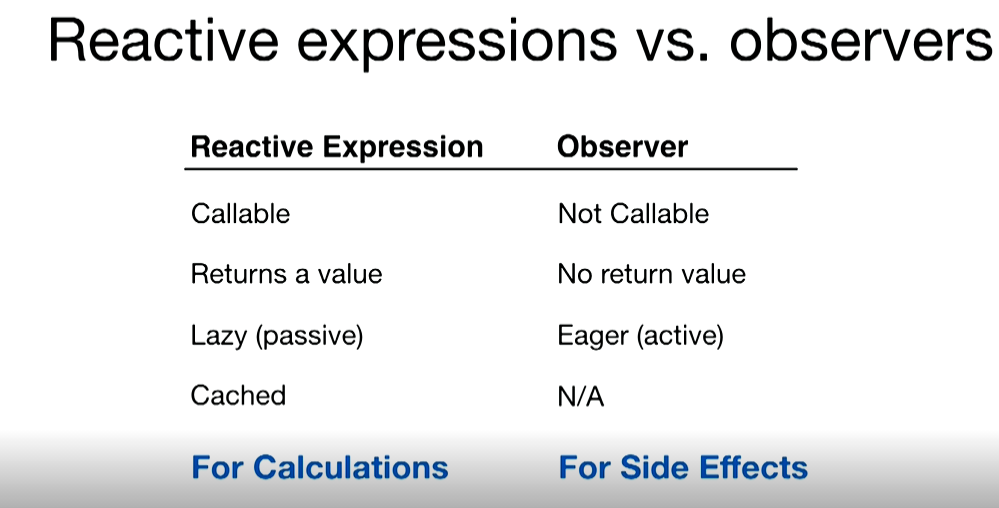 Reactive expressions vs. observers
Reactive Expression Observer
Callable Not Callable
Returns a value No return value
Lazy (passive) Eager (active)
Cached N/A
For Calculations For Side Effects